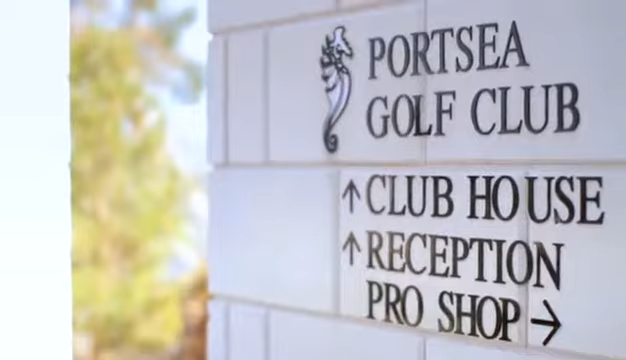 PORTSEA
GOLF CLUB
↑ CLUB HOUSE
↑ RECEPTION
PRO SHOP →